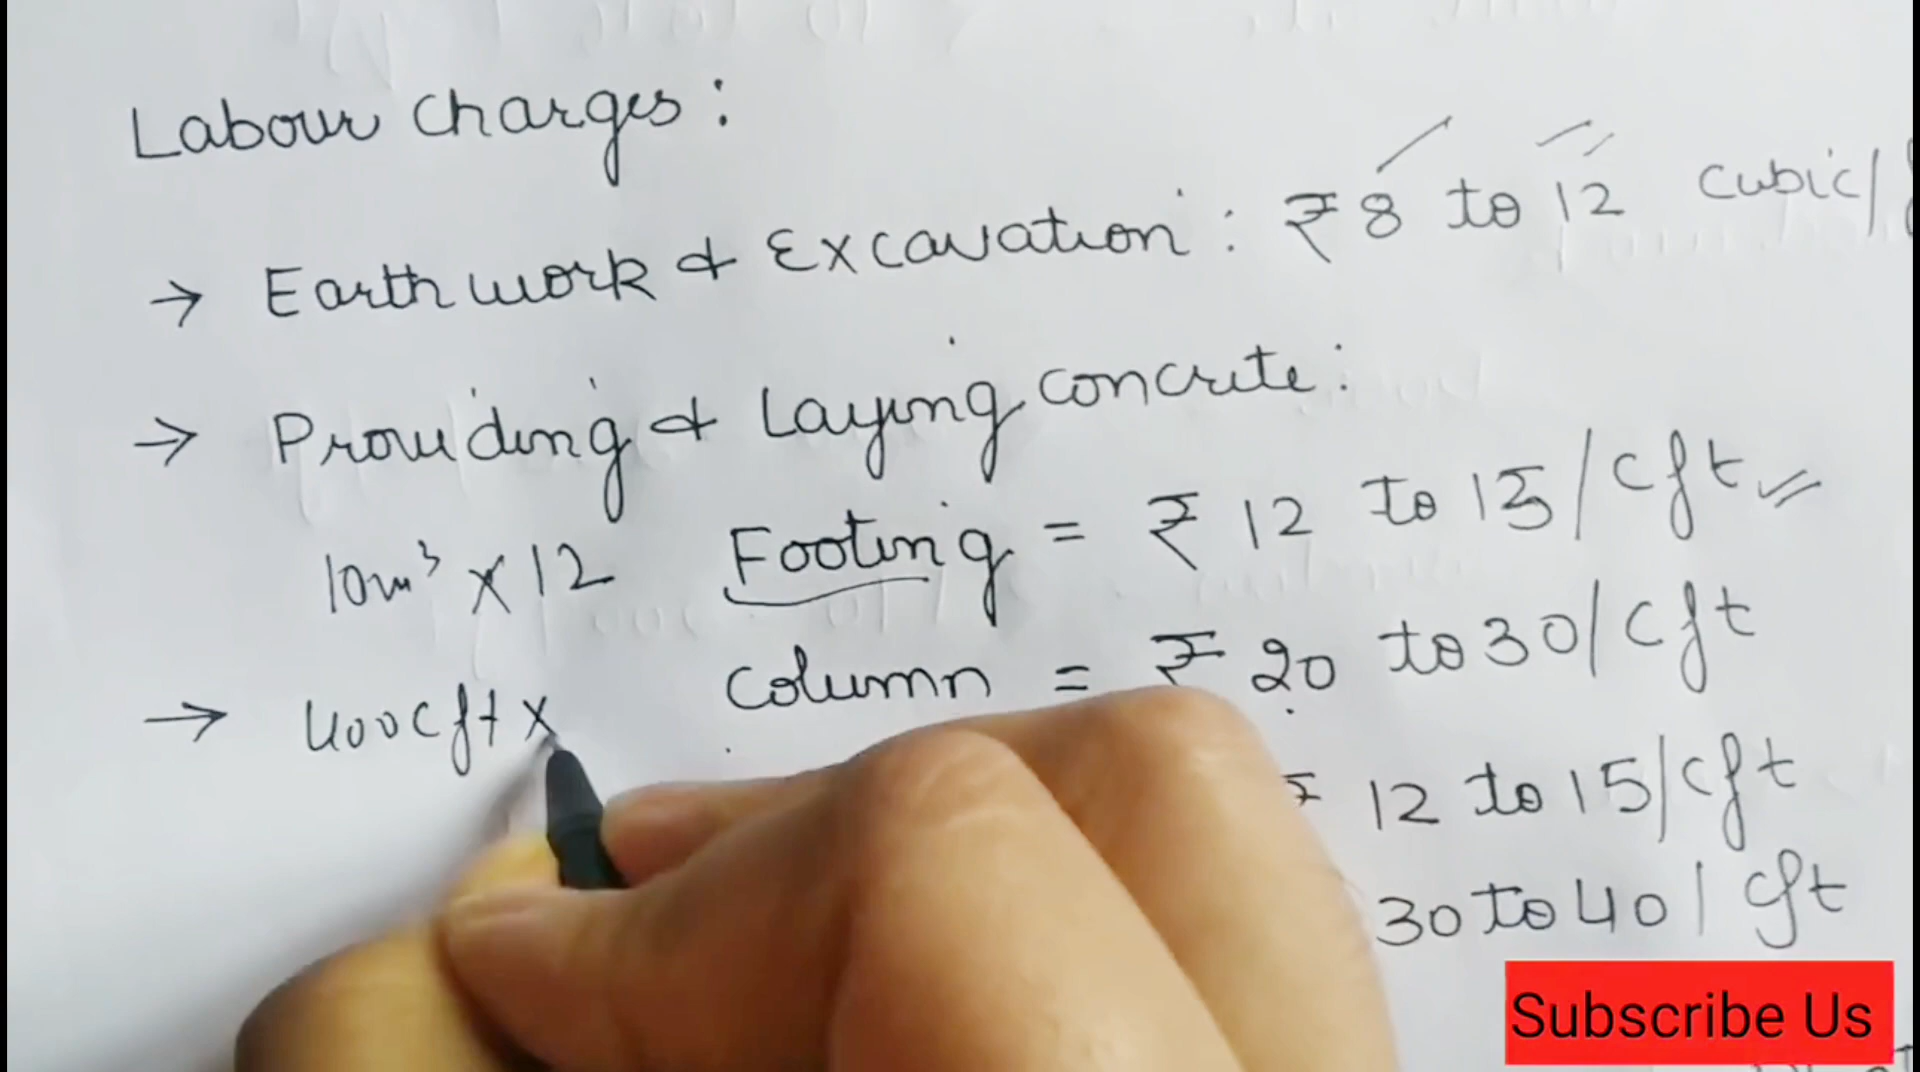 Labour charges:
→ Earthwork & Excavation: ₹ 8 to 12 cubic/
→ Providing & Laying concrete:
Footing = ₹ 12 to 15/cft
10m³ × 12
Column = ₹ 20 to 30/cft
→ 400cft ×
₹ 12 to 15/cft
30 to 40/cft
Subscribe Us